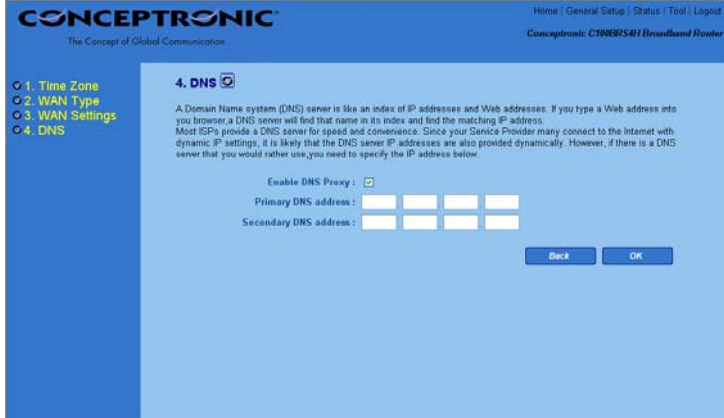 CONCEPTRONIC
The Concept of Global Communication
Home | General Setup | Status | Tool | Logout
Conceptronic C100BRS4H Broadband Router
1. Time Zone
2. WAN Type
3. WAN Settings
4. DNS
4. DNS
A Domain Name system (DNS) server is like an index of IP addresses and Web addresses. If you type a Web address into
you browser,a DNS server will find that name in its index and find the matching IP address.
Most ISPs provide a DNS server for speed and convenience. Since your Service Provider many connect to the Internet with
dynamic IP settings, it is likely that the DNS server IP addresses are also provided dynamically. However, if there is a DNS
server that you would rather use,you need to specify the IP address below.
Enable DNS Proxy :
Primary DNS address :
Secondary DNS address :
Back OK